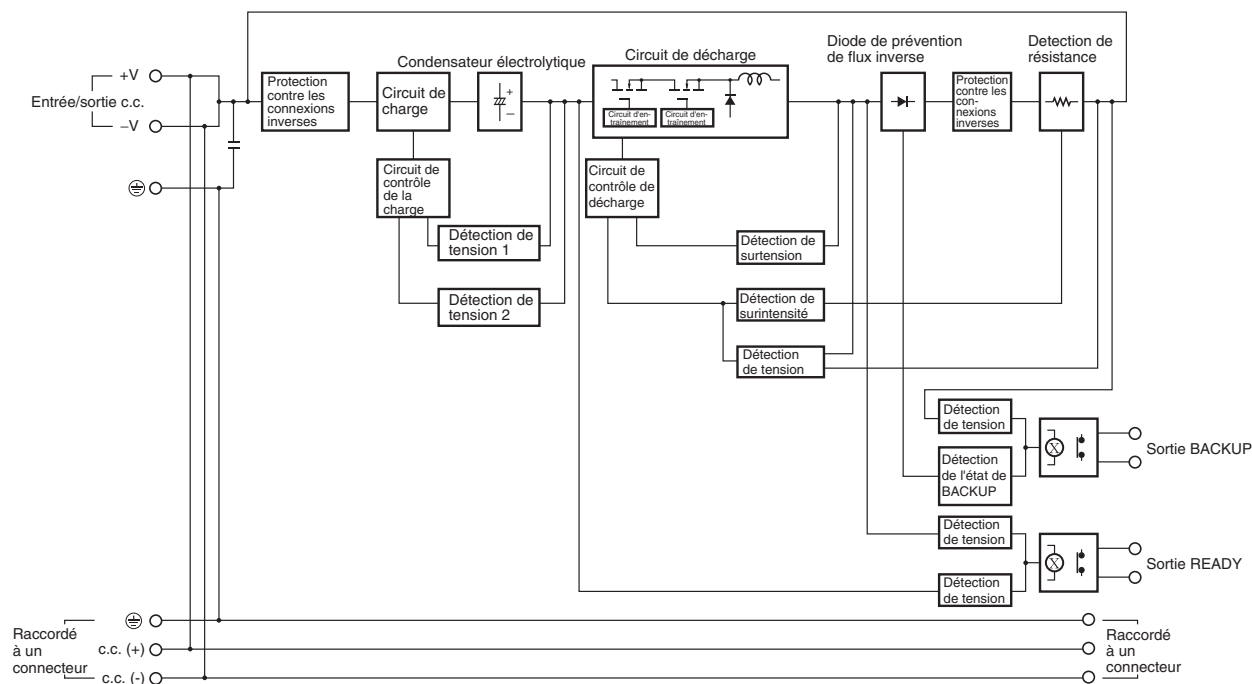 Circuit de décharge
Diode de prévention
de flux inverse
Detection de
résistance
Condensateur électrolytique
+V
Entrée/sortie c.c.
–V
Protection
contre les
connexions
inverses
Circuit de
charge
+
–
Circuit d'en-
traînement
Circuit d'en-
traînement
Protection
contre les
con-
nexions
inverses
Circuit de
contrôle
de la
charge
Circuit de
contrôle de
décharge
Détection de
tension 1
Détection de
surtension
Détection de
tension 2
Détection de
surintensité
Détection
de tension
Détection
de tension
X
Sortie BACKUP
Détection
de l'état de
BACKUP
Détection
de tension
X
Sortie READY
Détection
de tension
Raccordé
à un
connecteur
c.c. (+)
c.c. (-)
Raccordé
à un
connecteur